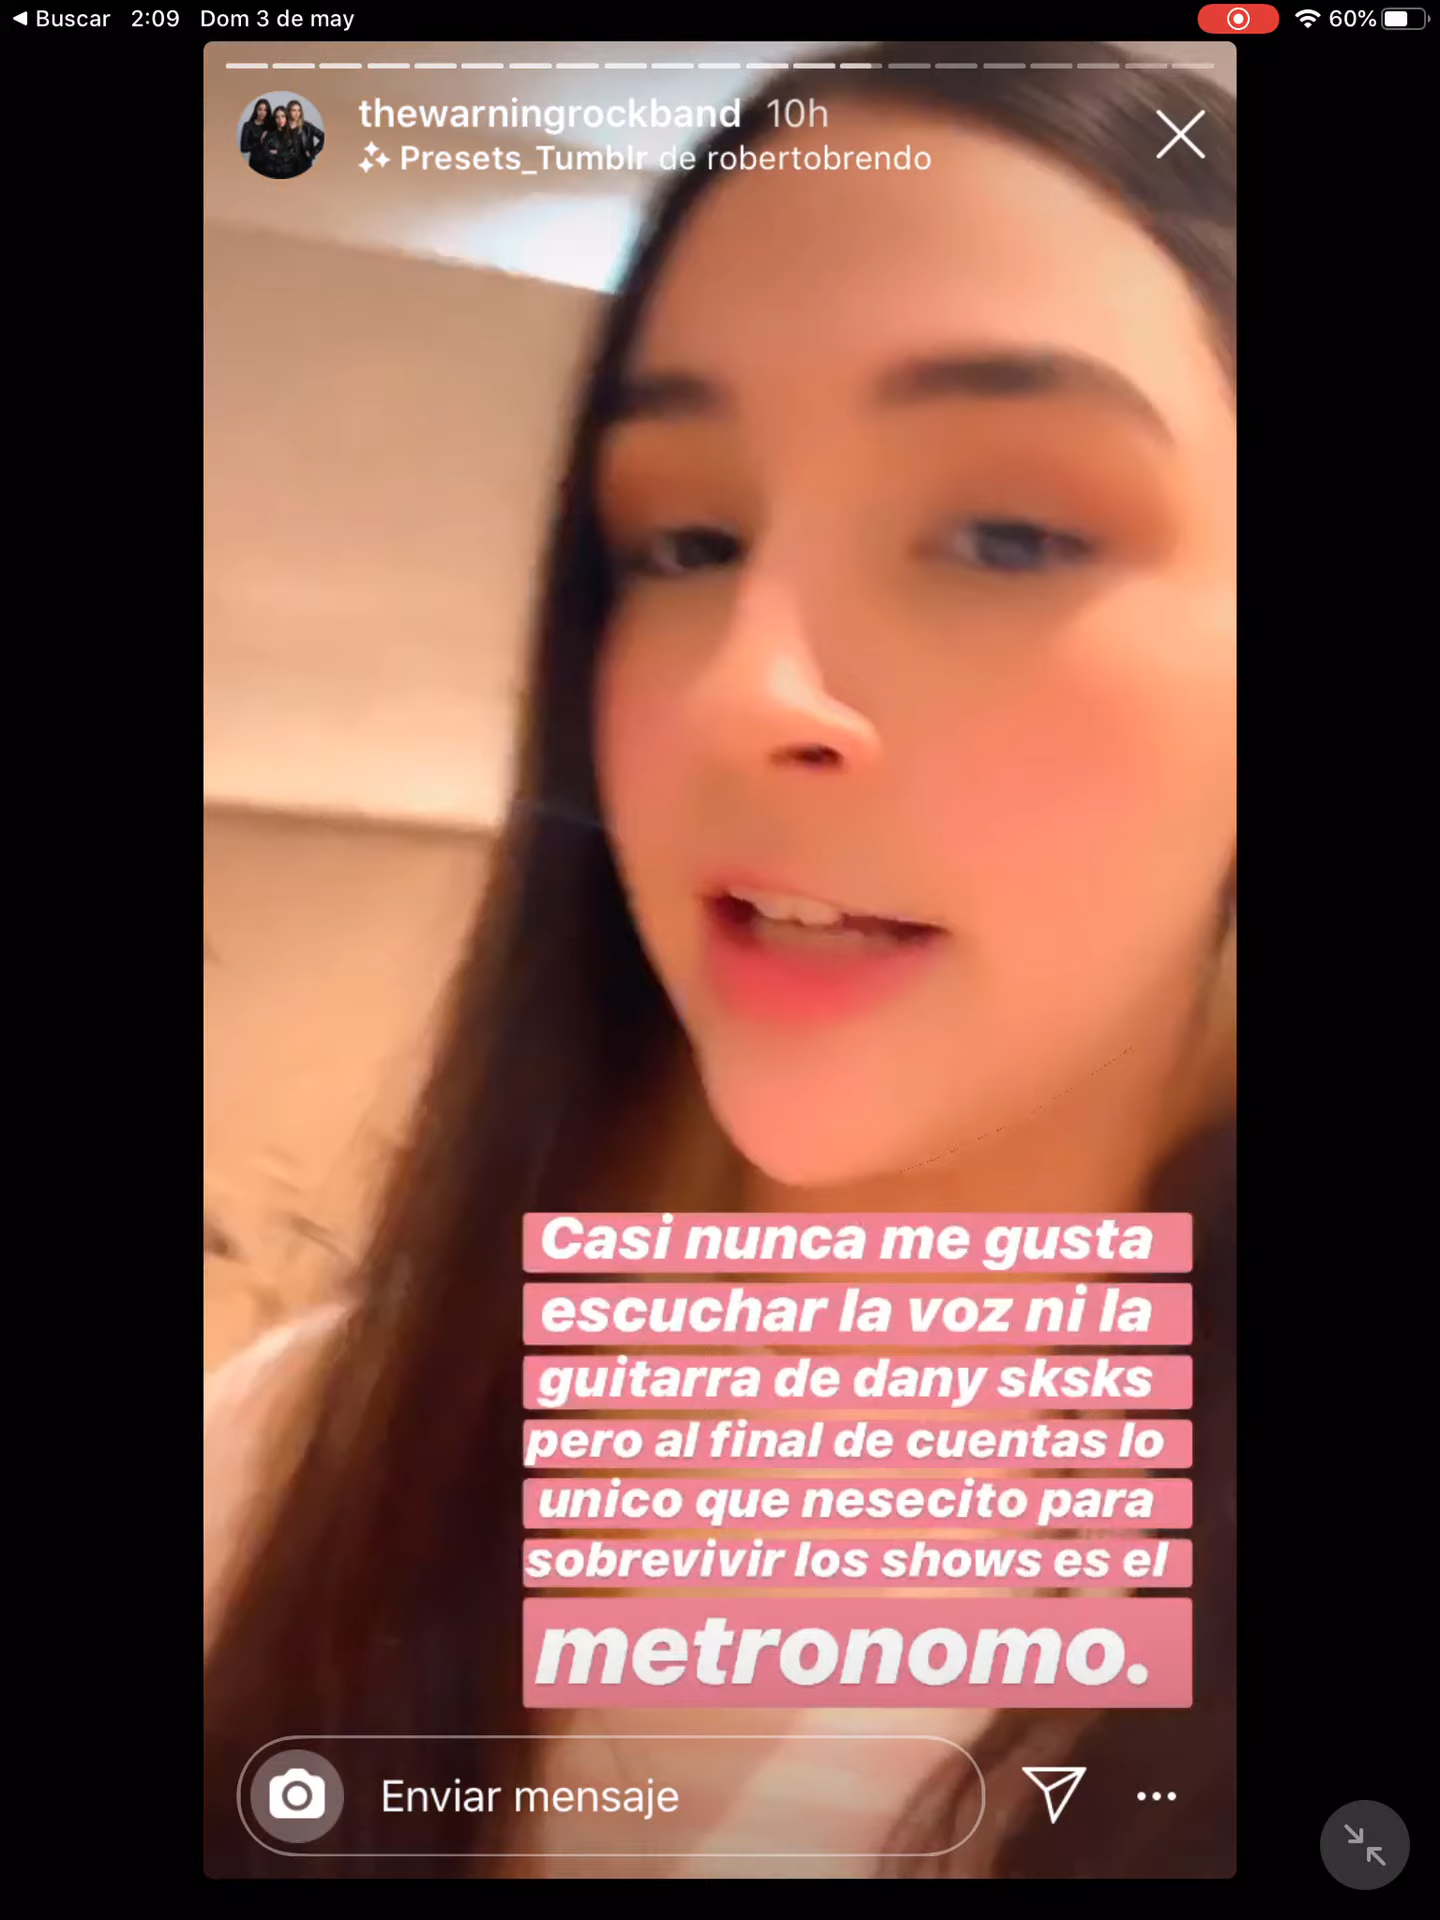 Buscar 2:09 Dom 3 de may 60%
thewarningrockband 10h
Presets_Tumblr de robertobrendo
Casi nunca me gusta
escuchar la voz ni la
guitarra de dany sksks
pero al final de cuentas lo
unico que nesecito para
sobrevivir los shows es el
metronomo.
Enviar mensaje